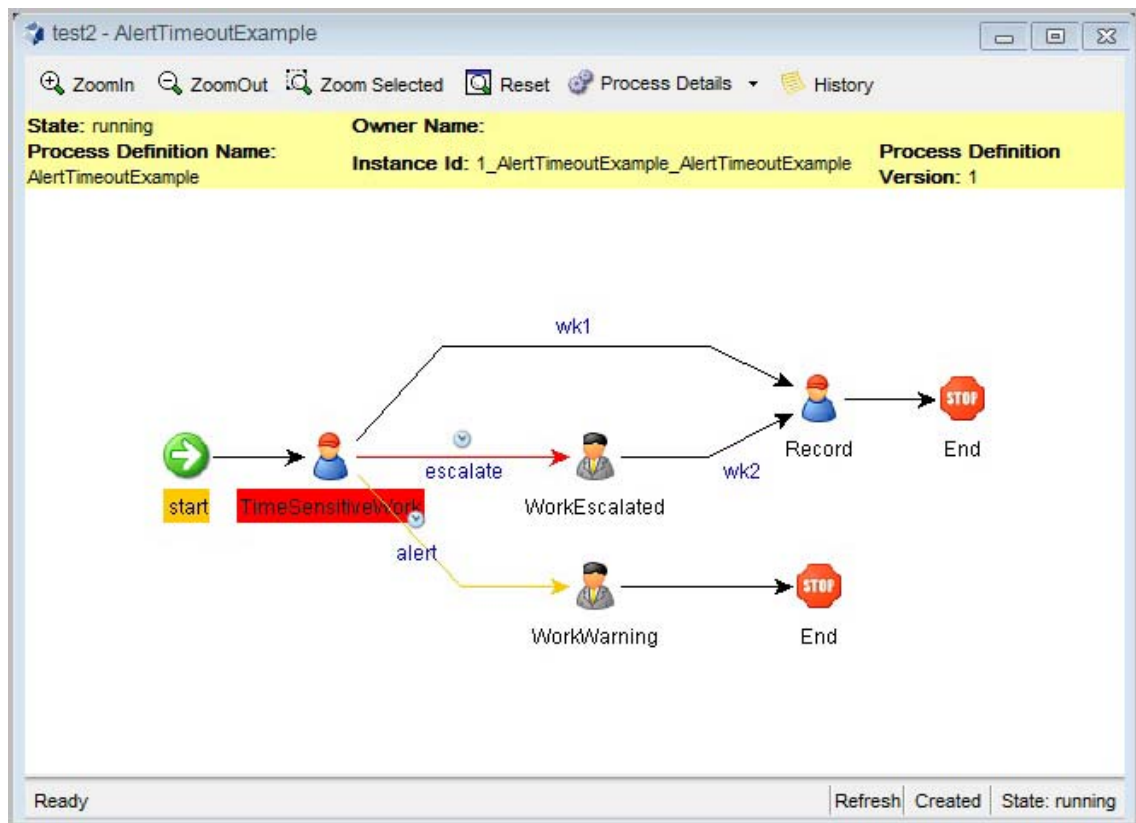 test2 - AlertTimeoutExample
ZoomIn ZoomOut Zoom Selected Reset Process Details History
State: running
Owner Name:
Process Definition Name:
AlertTimeoutExample
Instance Id: 1_AlertTimeoutExample_AlertTimeoutExample
Process Definition
Version: 1
wk1
STOP
Record
End
escalate
wk2
start
TimeSensitiveWork
WorkEscalated
alert
STOP
WorkWarning
End
Ready
Refresh Created State: running